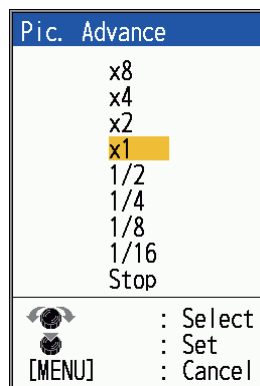 Pic. Advance
x8
x4
x2
x1
1/2
1/4
1/8
1/16
Stop
: Select
: Set
[MENU] : Cancel